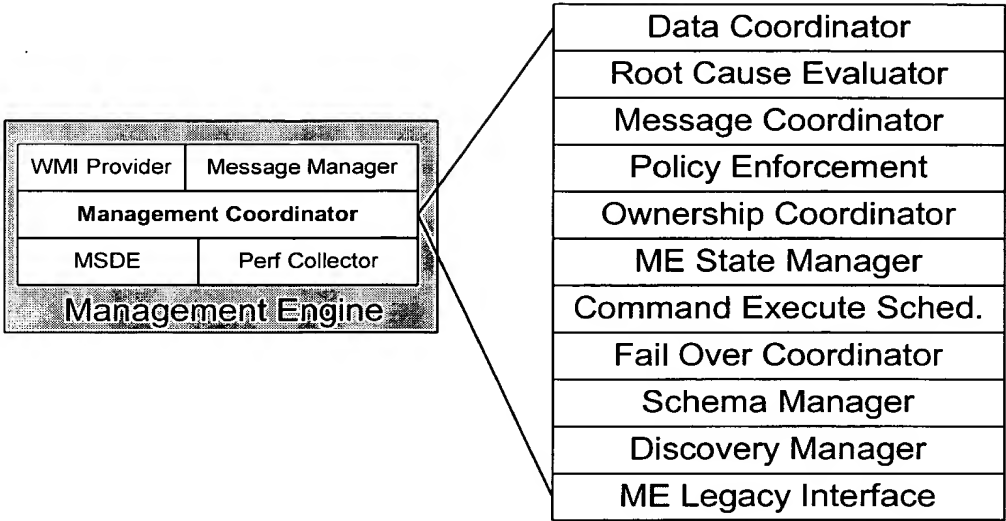 WMI Provider Message Manager
Management Coordinator
MSDE Perf Collector
Management Engine
Data Coordinator
Root Cause Evaluator
Message Coordinator
Policy Enforcement
Ownership Coordinator
ME State Manager
Command Execute Sched.
Fail Over Coordinator
Schema Manager
Discovery Manager
ME Legacy Interface